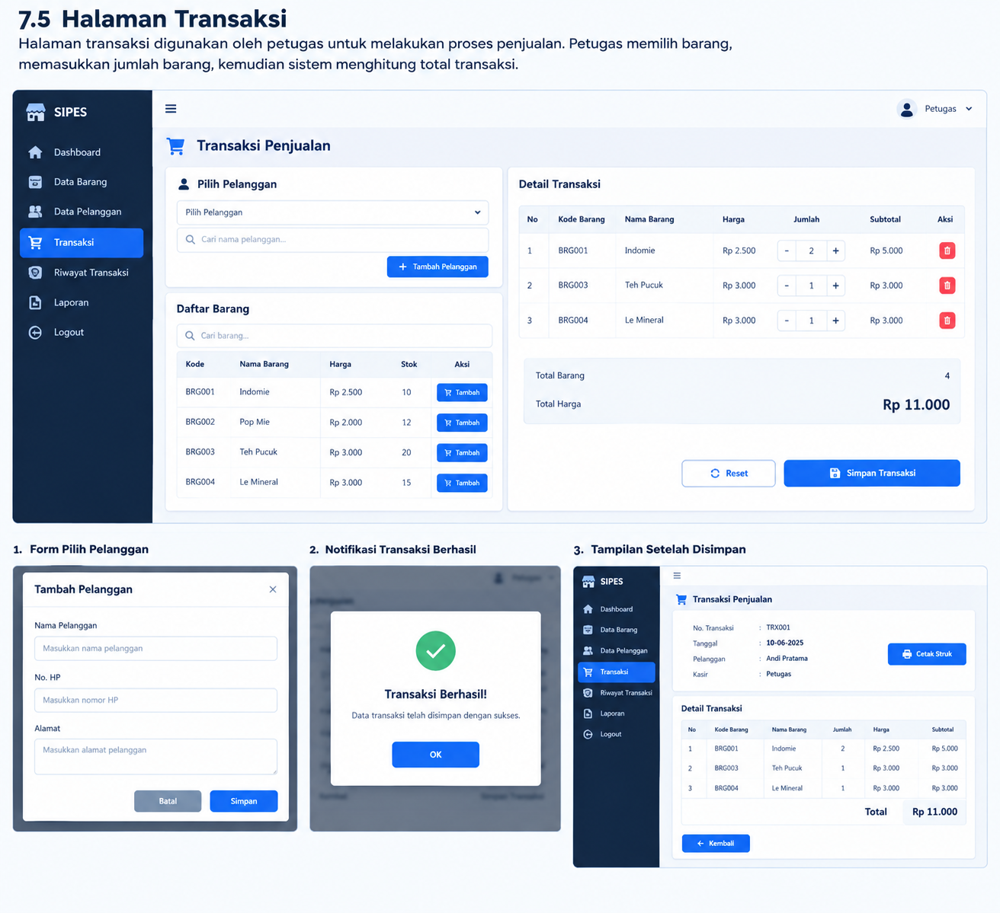 7.5 Halaman Transaksi
Halaman transaksi digunakan oleh petugas untuk melakukan proses penjualan. Petugas memilih barang,
memasukkan jumlah barang, kemudian sistem menghitung total transaksi.
SIPES
Dashboard
Data Barang
Data Pelanggan
Transaksi
Riwayat Transaksi
Laporan
Logout
Petugas
Transaksi Penjualan
Pilih Pelanggan
Pilih Pelanggan
Cari nama pelanggan...
+ Tambah Pelanggan
Daftar Barang
Cari barang...
Kode Nama Barang Harga Stok Aksi
BRG001 Indomie Rp 2.500 10 Tambah
BRG002 Pop Mie Rp 2.000 12 Tambah
BRG003 Teh Pucuk Rp 3.000 20 Tambah
BRG004 Le Mineral Rp 3.000 15 Tambah
Detail Transaksi
No Kode Barang Nama Barang Harga Jumlah Subtotal Aksi
1 BRG001 Indomie Rp 2.500 - 2 + Rp 5.000
2 BRG003 Teh Pucuk Rp 3.000 - 1 + Rp 3.000
3 BRG004 Le Mineral Rp 3.000 - 1 + Rp 3.000
Total Barang 4
Total Harga Rp 11.000
Reset Simpan Transaksi
1. Form Pilih Pelanggan
Tambah Pelanggan
Nama Pelanggan
Masukkan nama pelanggan
No. HP
Masukkan nomor HP
Alamat
Masukkan alamat pelanggan
Batal Simpan
2. Notifikasi Transaksi Berhasil
Transaksi Berhasil!
Data transaksi telah disimpan dengan sukses.
OK
3. Tampilan Setelah Disimpan
SIPES
Dashboard
Data Barang
Data Pelanggan
Transaksi
Riwayat Transaksi
Laporan
Logout
Transaksi Penjualan
No. Transaksi : TRX001
Tanggal : 10-06-2025
Pelanggan : Andi Pratama
Kasir : Petugas
Cetak Struk
Detail Transaksi
No Kode Barang Nama Barang Jumlah Harga Subtotal
1 BRG001 Indomie 2 Rp 2.500 Rp 5.000
2 BRG003 Teh Pucuk 1 Rp 3.000 Rp 3.000
3 BRG004 Le Mineral 1 Rp 3.000 Rp 3.000
Total Rp 11.000
Kembali